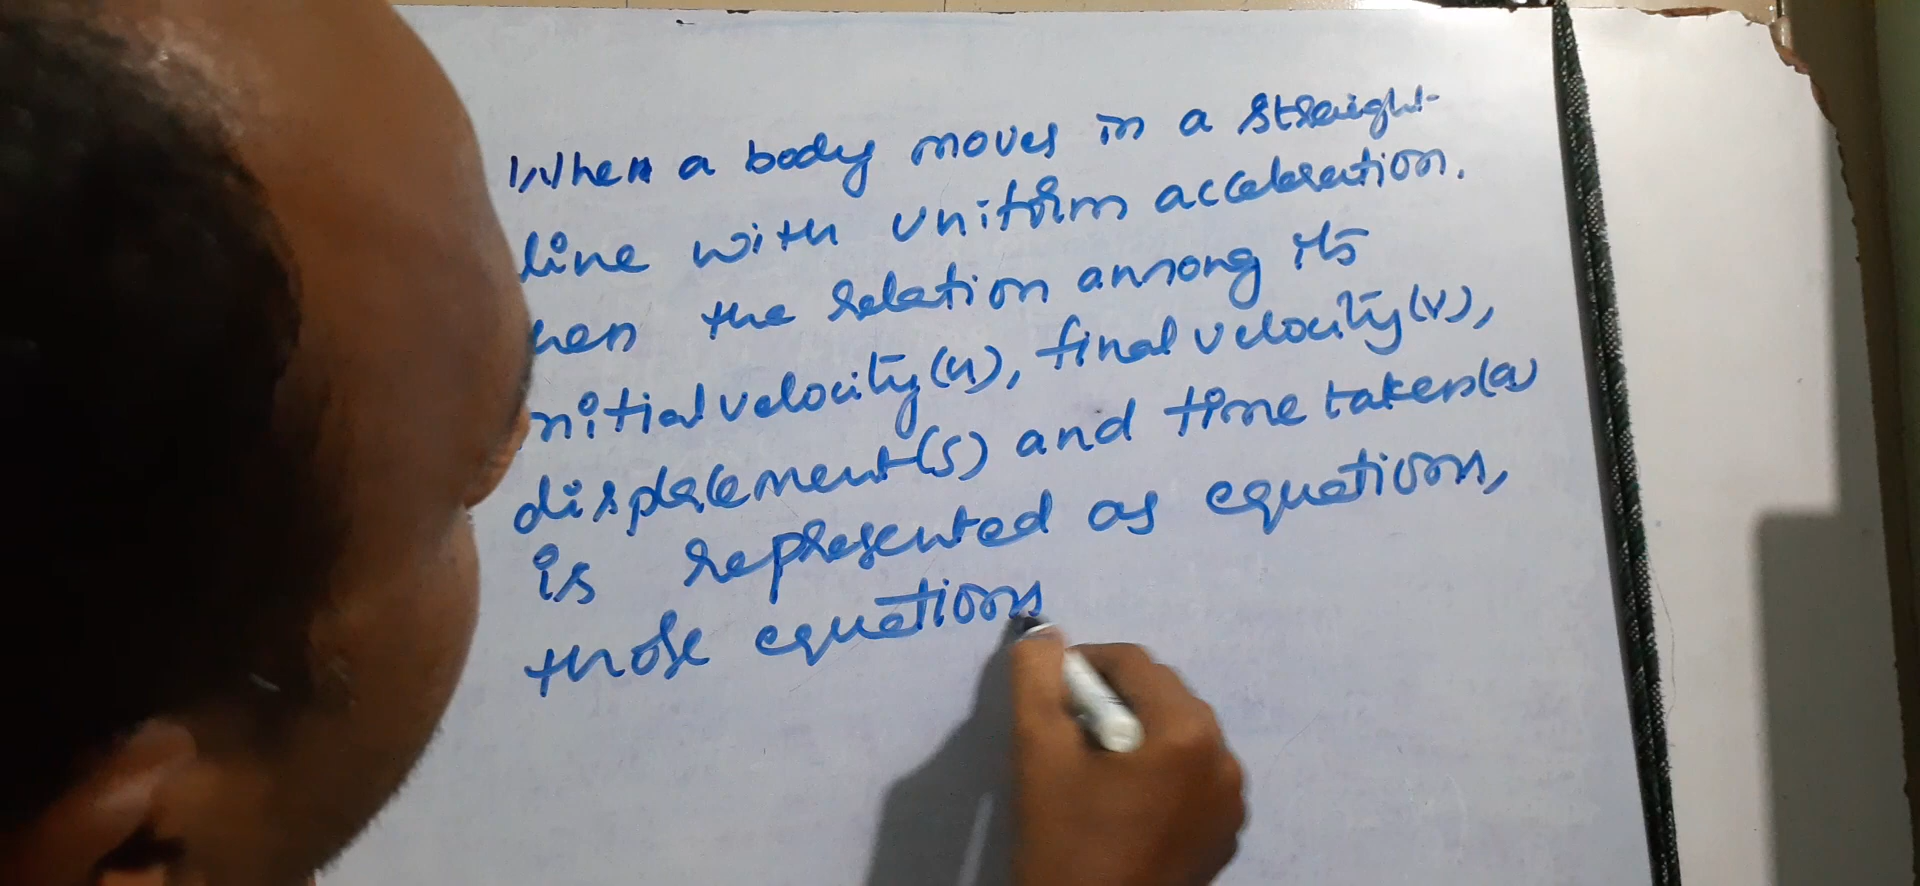 When a body moves in a straight
line with uniform acceleration.
hen the relation among its
nitial velocity(u), final velocity(v),
displacement(s) and time taken(a)
is represented as equations,
those equations